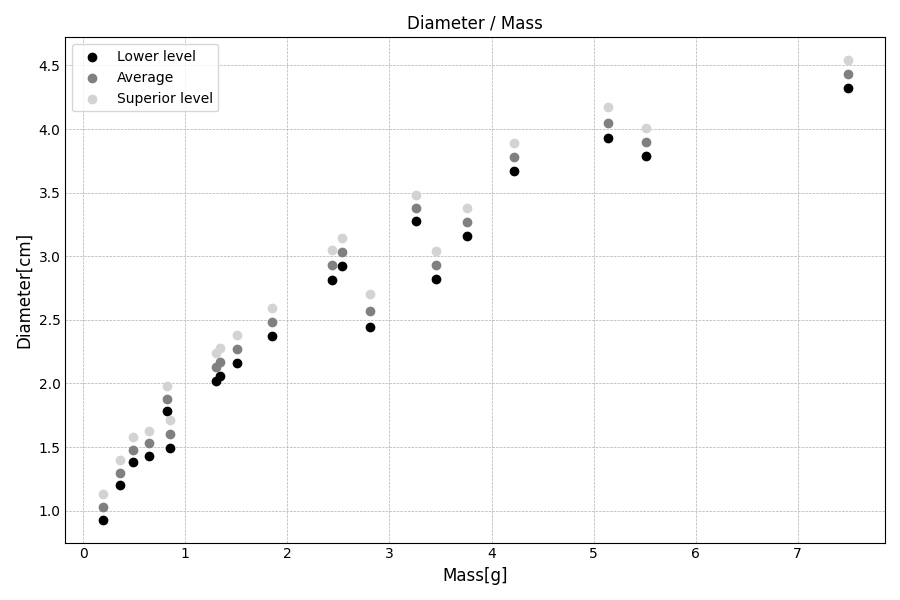 Diameter / Mass
Lower level
Average
Superior level
Diameter[cm]
4.5
4.0
3.5
3.0
2.5
2.0
1.5
1.0
0 1 2 3 4 5 6 7
Mass[g]